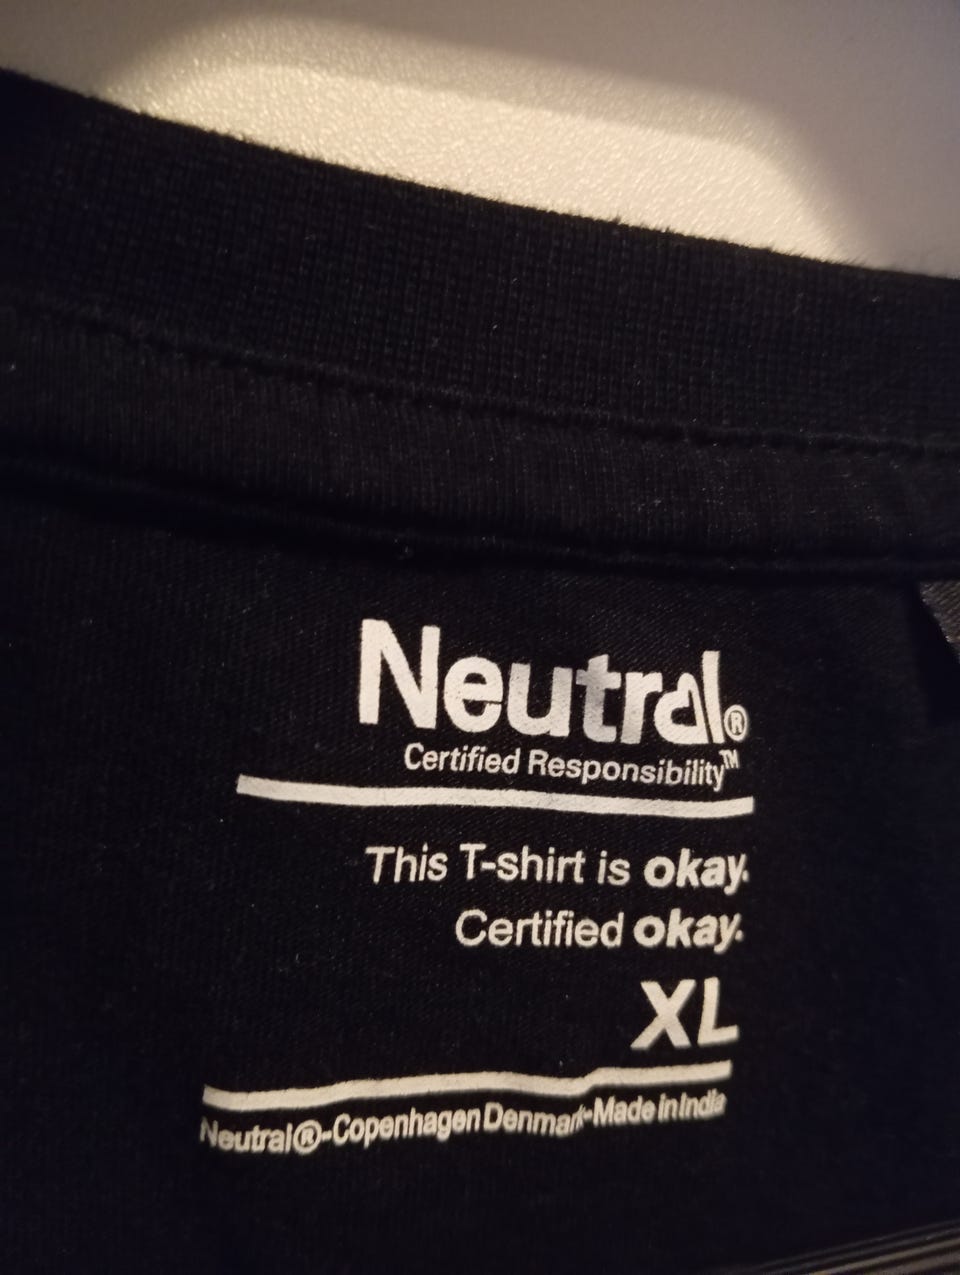 Neutral®
Certified Responsibility™
This T-shirt is okay.
Certified okay.
XL
Neutral®-Copenhagen Denmark-Made in India